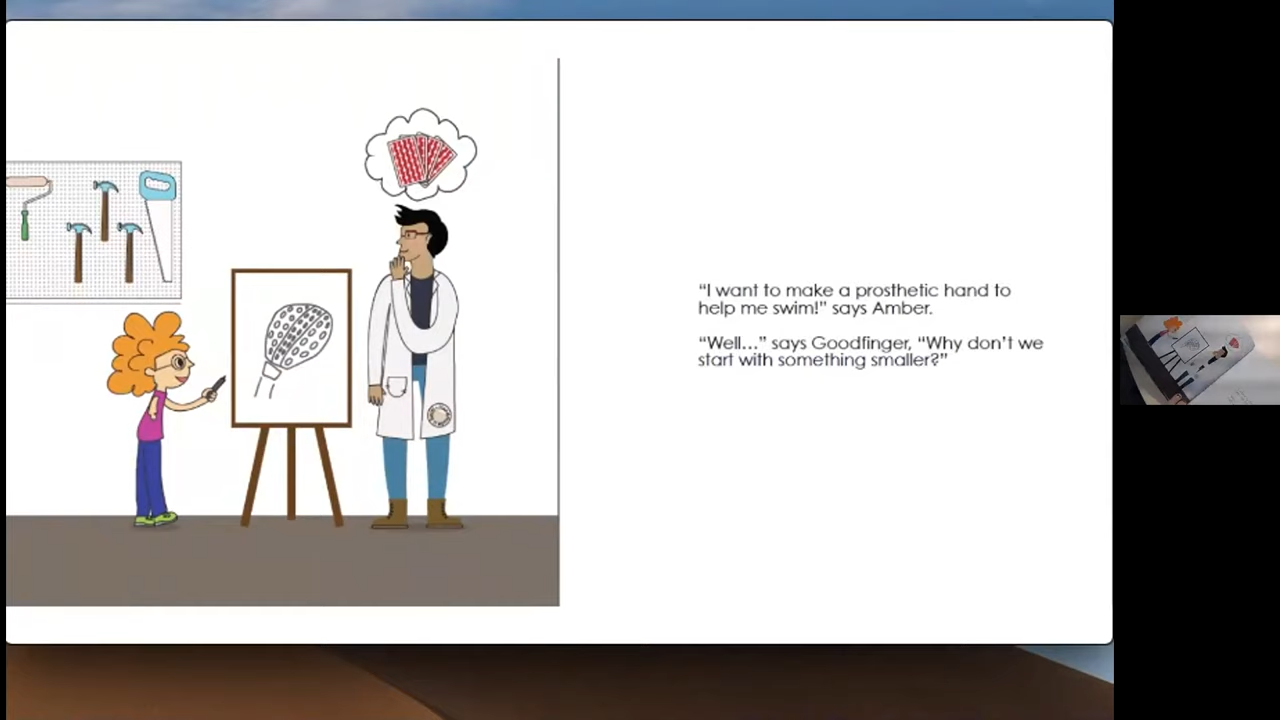 “I want to make a prosthetic hand to
help me swim!” says Amber.
“Well…” says Goodfinger, “Why don’t we
start with something smaller?”